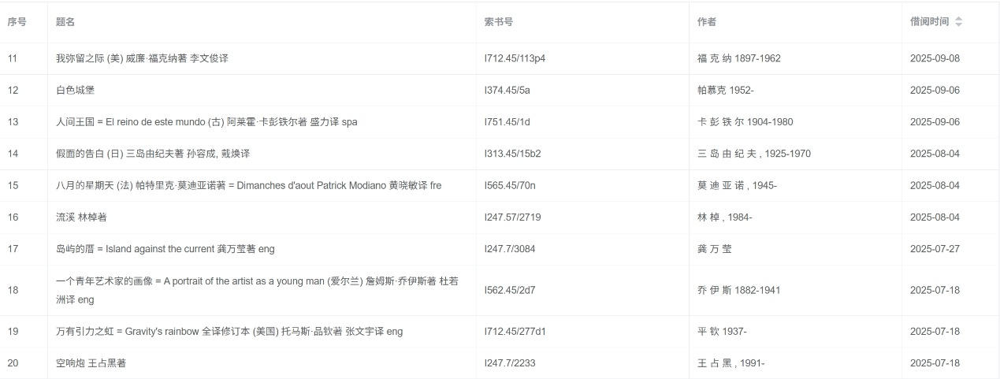 序号 题名 索书号 作者 借阅时间
11 我弥留之际 (美) 威廉·福克纳著 李文俊译 I712.45/113p4 福 克 纳 1897-1962 2025-09-08
12 白色城堡 I374.45/5a 帕慕克 1952- 2025-09-06
13 人间王国 = El reino de este mundo (古) 阿莱霍·卡彭铁尔著 盛力译 spa I751.45/1d 卡 彭 铁 尔 1904-1980 2025-09-06
14 假面的告白 (日) 三岛由纪夫著 孙容成, 戴焕译 I313.45/15b2 三 岛 由 纪 夫 , 1925-1970 2025-08-04
15 八月的星期天 (法) 帕特里克·莫迪亚诺著 = Dimanches d'aout Patrick Modiano 黄晓敏译 fre I565.45/70n 莫 迪 亚 诺 , 1945- 2025-08-04
16 流溪 林棹著 I247.57/2719 林 棹 , 1984- 2025-08-04
17 岛屿的厝 = Island against the current 龚万莹著 eng I247.7/3084 龚 万 莹 2025-07-27
18 一个青年艺术家的画像 = A portrait of the artist as a young man (爱尔兰) 詹姆斯·乔伊斯著 杜若
洲译 eng I562.45/2d7 乔 伊 斯 1882-1941 2025-07-18
19 万有引力之虹 = Gravity's rainbow 全译修订本 (美国) 托马斯·品钦著 张文宇译 eng I712.45/277d1 平 钦 1937- 2025-07-18
20 空响炮 王占黑著 I247.7/2233 王 占 黑 , 1991- 2025-07-18